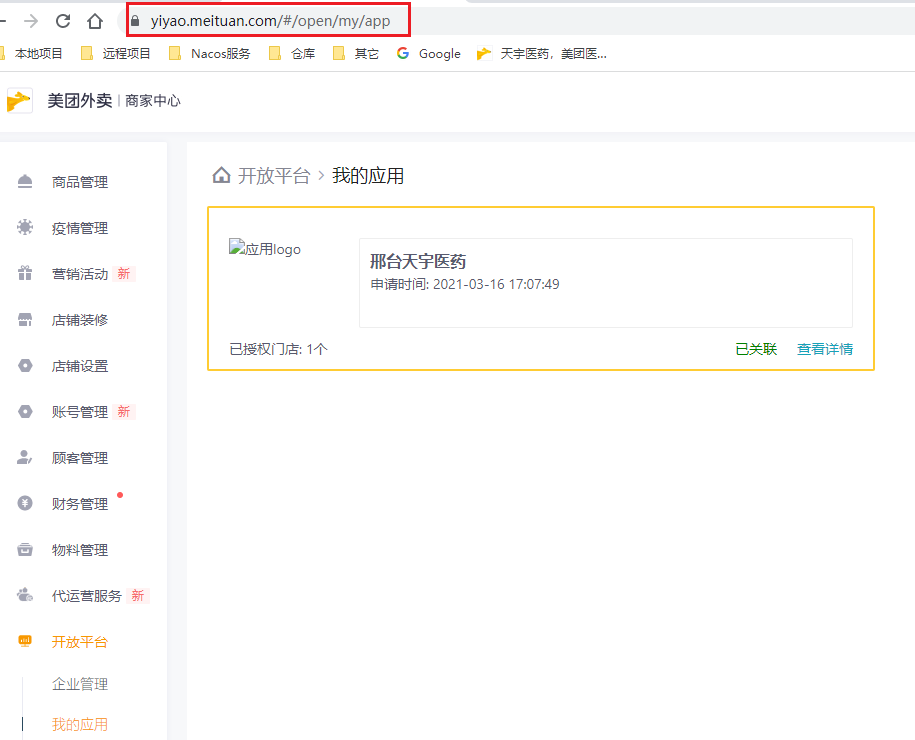 yiyao.meituan.com/#/open/my/app
本地项目 远程项目 Nacos服务 仓库 其它 Google 天宇医药，美团医...
美团外卖 | 商家中心
开放平台 > 我的应用
商品管理
疫情管理
营销活动 新
店铺装修
店铺设置
账号管理 新
顾客管理
财务管理
物料管理
代运营服务 新
开放平台
企业管理
我的应用
应用logo
邢台天宇医药
申请时间: 2021-03-16 17:07:49
已授权门店: 1个
已关联 查看详情